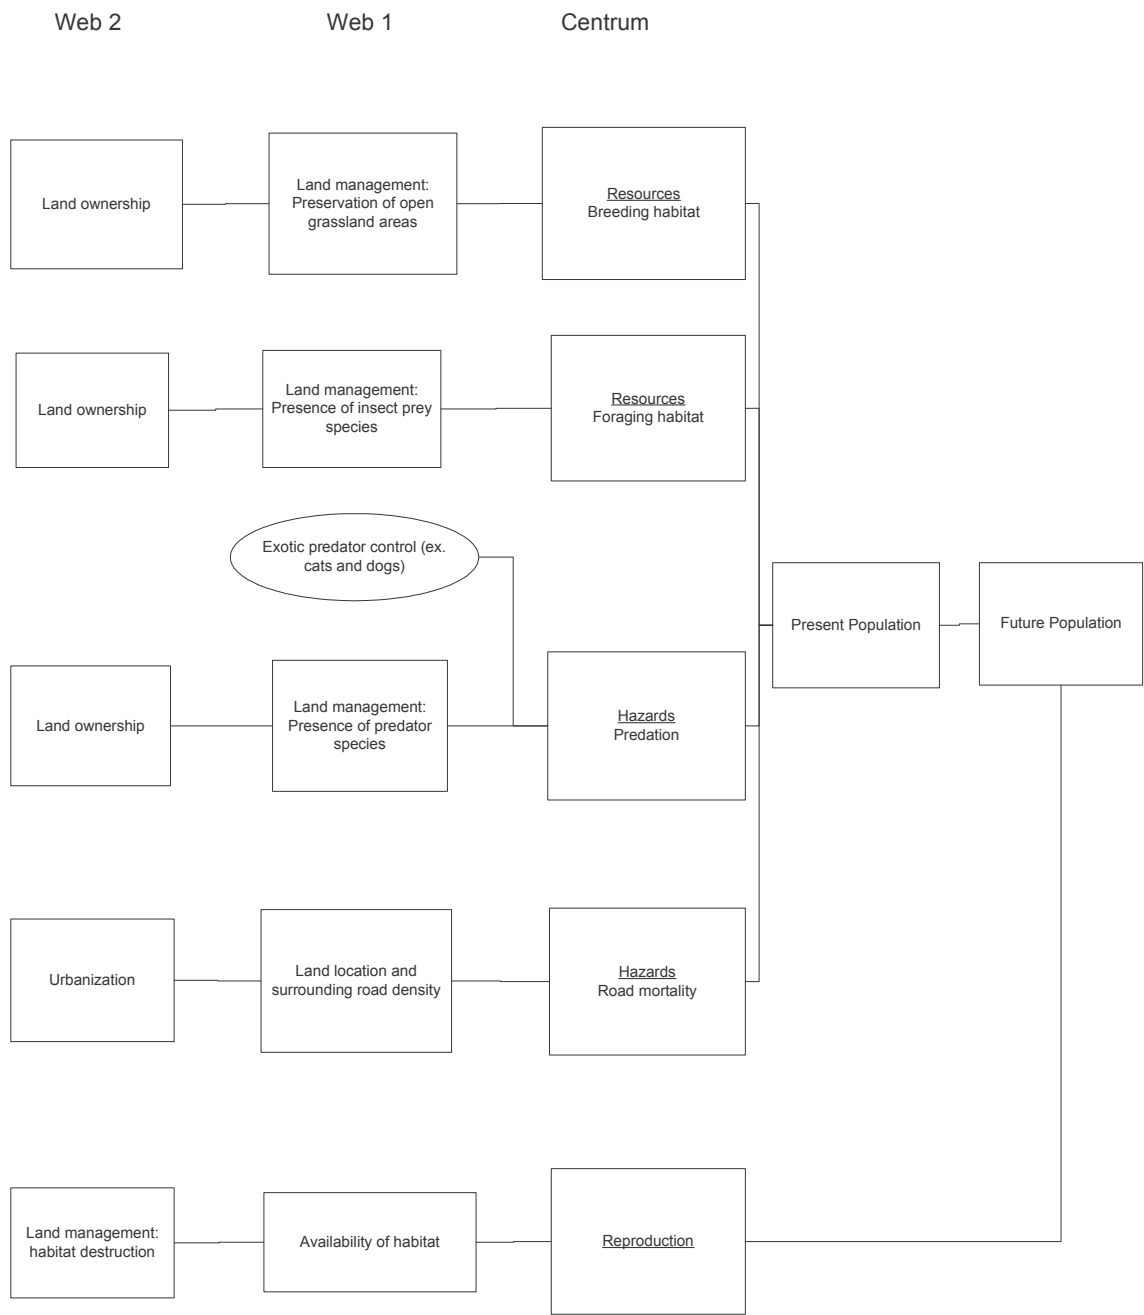 Web 2
Web 1
Centrum
Land ownership
Land management:
Preservation of open
grassland areas
Resources
Breeding habitat
Land ownership
Land management:
Presence of insect prey
species
Resources
Foraging habitat
Exotic predator control (ex.
cats and dogs)
Present Population
Future Population
Land ownership
Land management:
Presence of predator
species
Hazards
Predation
Urbanization
Land location and
surrounding road density
Hazards
Road mortality
Land management:
habitat destruction
Availability of habitat
Reproduction